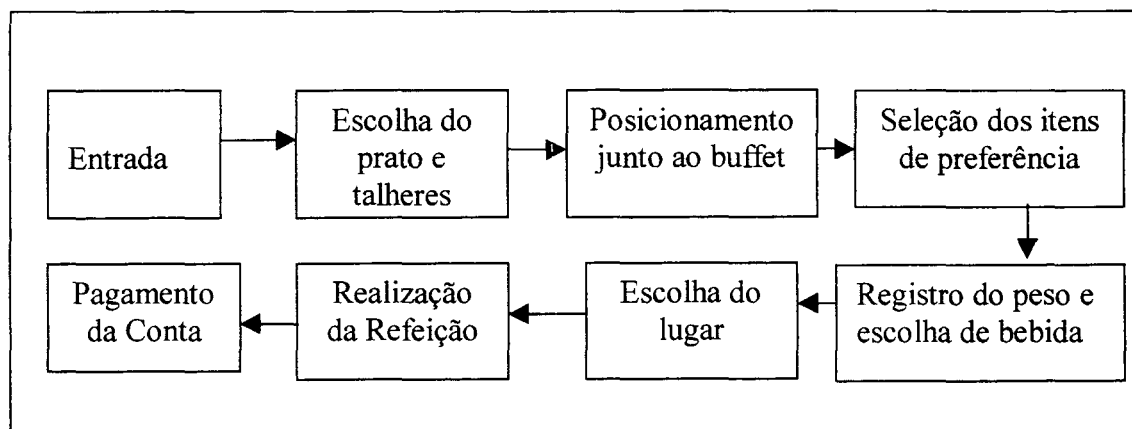 Entrada
Escolha do
prato e
talheres
Posicionamento
junto ao buffet
Seleção dos itens
de preferência
Registro do peso e
escolha de bebida
Escolha do
lugar
Realização
da Refeição
Pagamento
da Conta